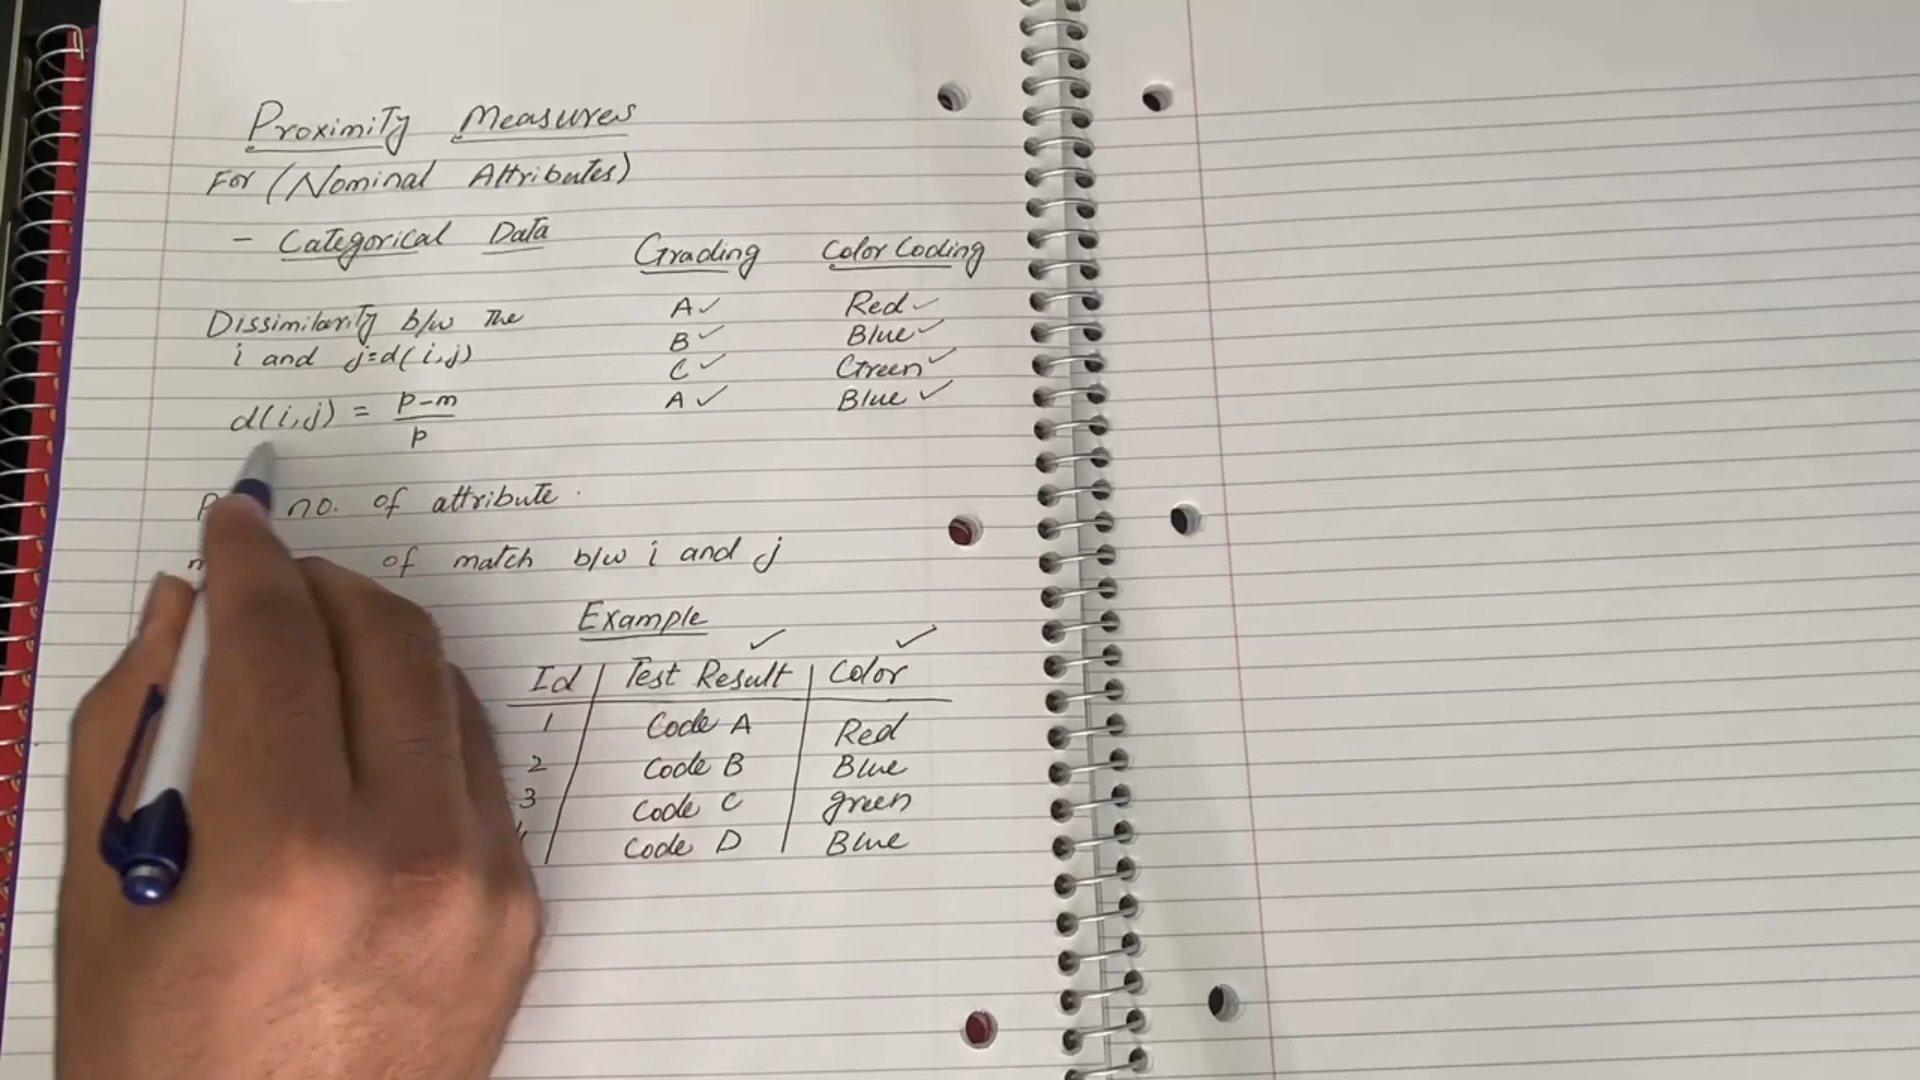 Proximity Measures
For (Nominal Attributes)
- Categorical Data
Grading Color Coding
Dissimilarity b/w The
i and j = d(i,j)
A ✓ Red ✓
B ✓ Blue ✓
C ✓ Green ✓
A ✓ Blue ✓
d(i,j) = p-m
p
P no. of attribute.
m of match b/w i and j
Example
✓ ✓
Id Test Result Color
1 Code A Red
2 Code B Blue
3 Code C green
Code D Blue